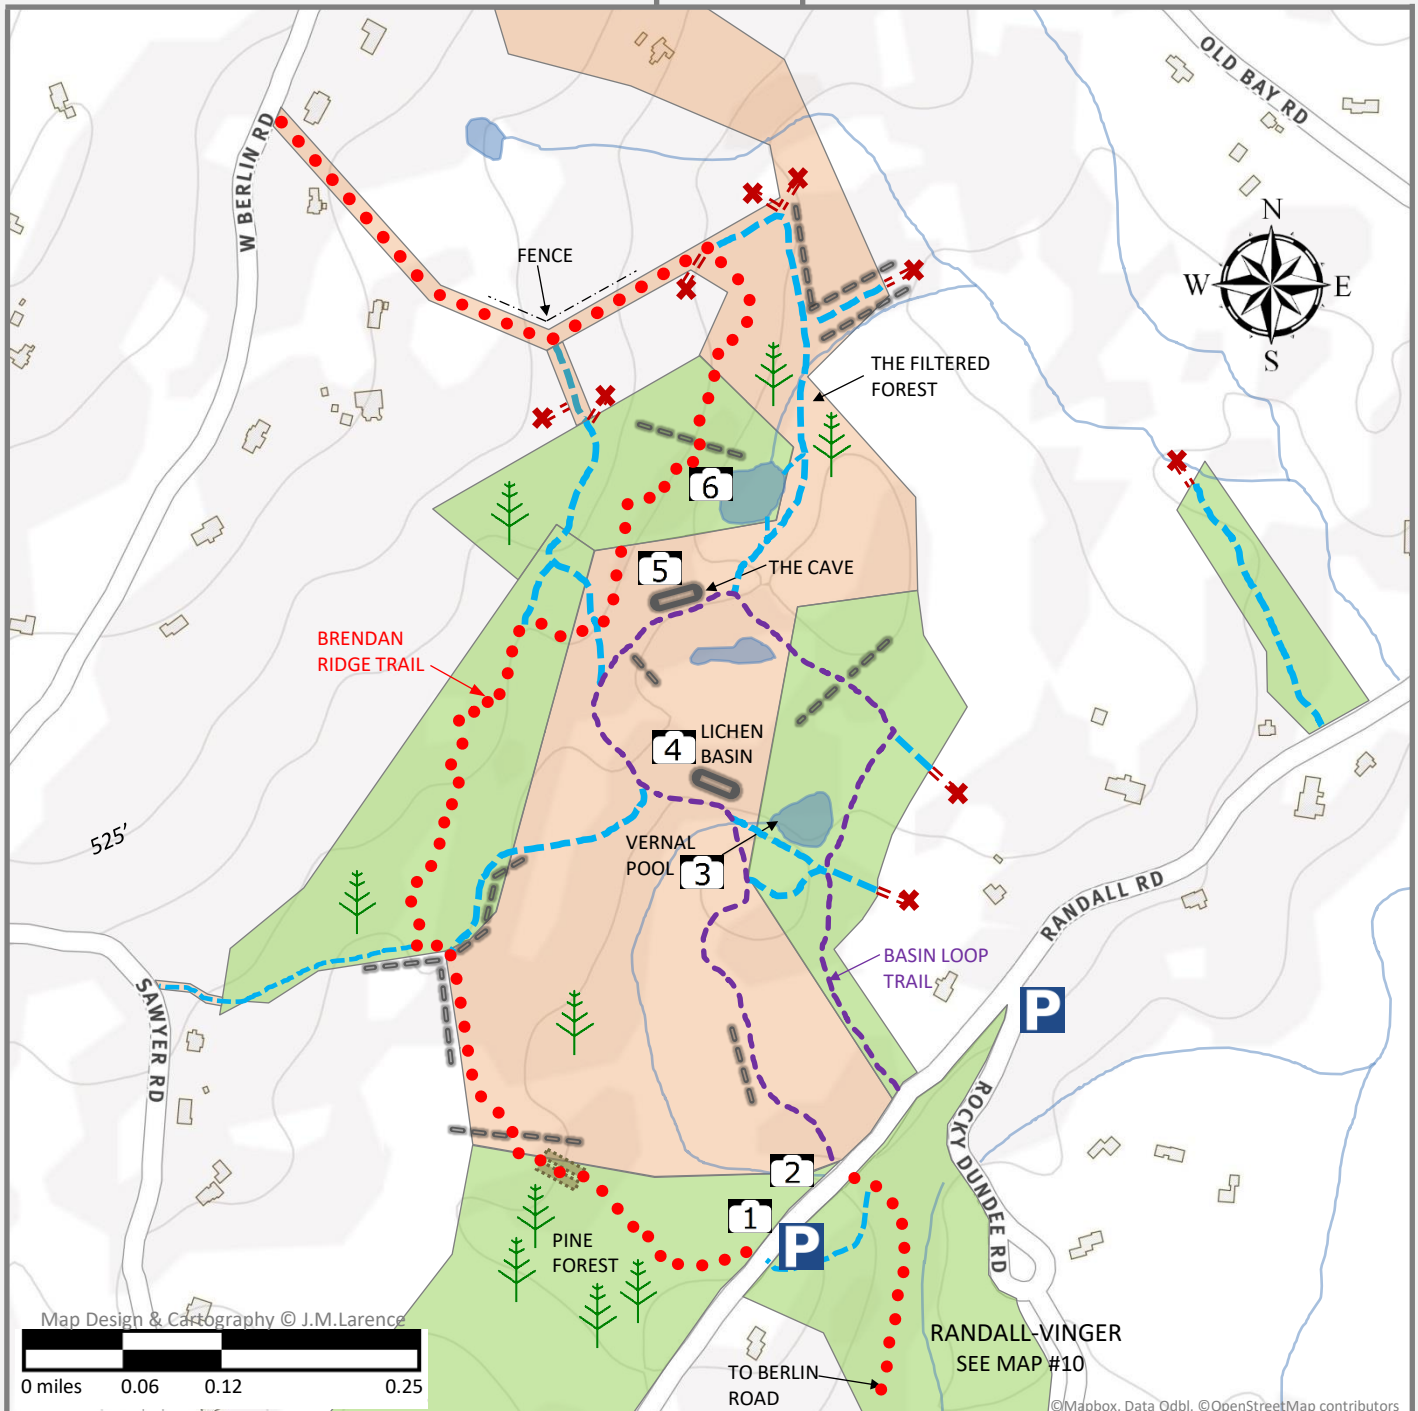 OLD BAY RD
W BERLIN RD
N
W
E
S
FENCE
THE FILTERED
FOREST
6
5
THE CAVE
BRENDAN
RIDGE TRAIL
4
LICHEN
BASIN
525'
VERNAL
POOL
3
RANDALL RD
BASIN LOOP
TRAIL
SAWYER RD
P
ROCKY DUNDEE RD
2
1
P
PINE
FOREST
Map Design & Cartography © J.M.Larence
0 miles 0.06 0.12 0.25
RANDALL-VINGER
SEE MAP #10
TO BERLIN
ROAD
©Mapbox, Data Odbl, ©OpenStreetMap contributors